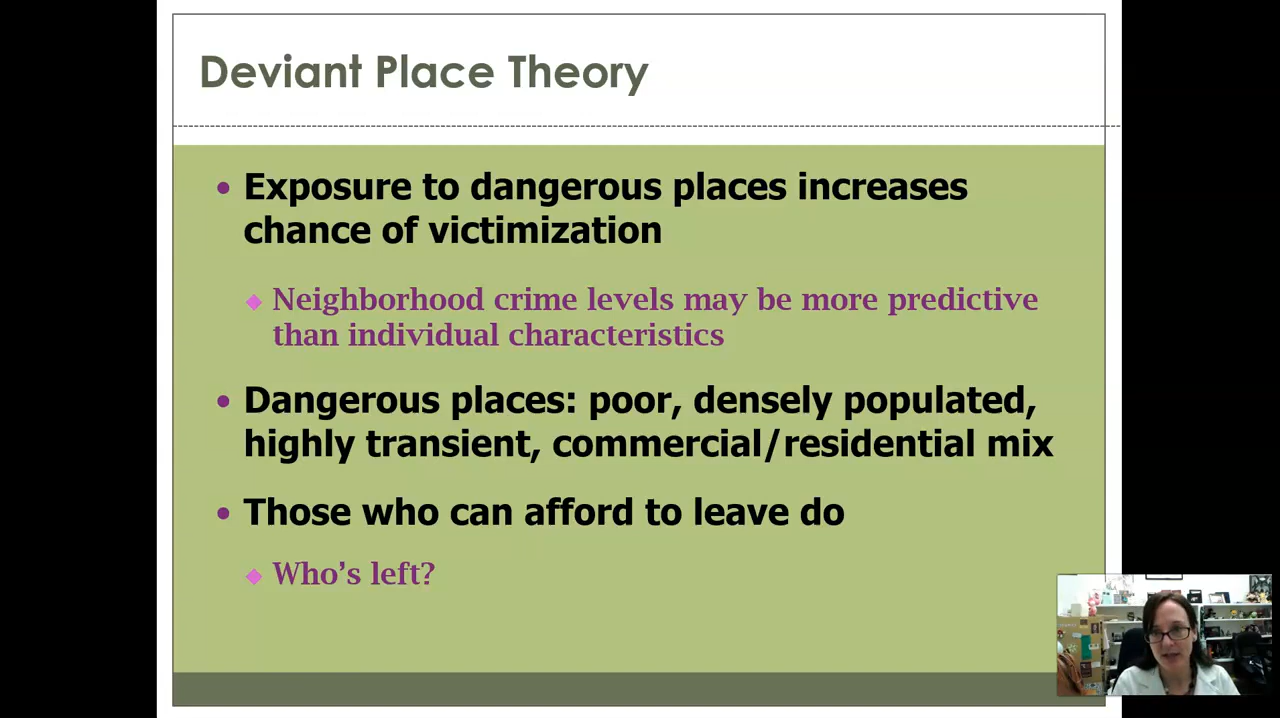 Deviant Place Theory
• Exposure to dangerous places increases
chance of victimization
◆ Neighborhood crime levels may be more predictive
than individual characteristics
• Dangerous places: poor, densely populated,
highly transient, commercial/residential mix
• Those who can afford to leave do
◆ Who’s left?